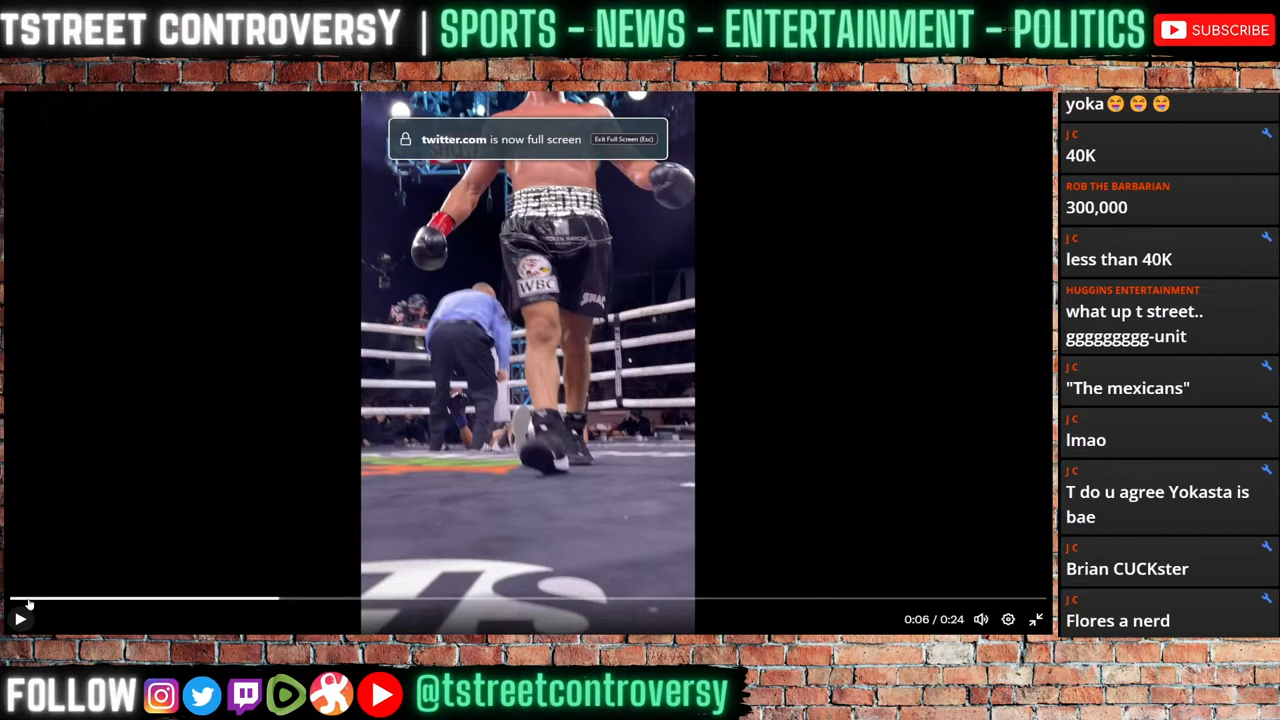 TSTREET CONTROVERSY | SPORTS - NEWS - ENTERTAINMENT - POLITICS
SUBSCRIBE
twitter.com is now full screen
Exit Full Screen (Esc)
WBC
0:06 / 0:24
yoka😄 😄 😄
J C
40K
ROB THE BARBARIAN
300,000
J C
less than 40K
HUGGINS ENTERTAINMENT
what up t street..
ggggggggg-unit
J C
"The mexicans"
J C
lmao
J C
T do u agree Yokasta is
bae
J C
Brian CUCKster
J C
Flores a nerd
FOLLOW
@tstreetcontroversy